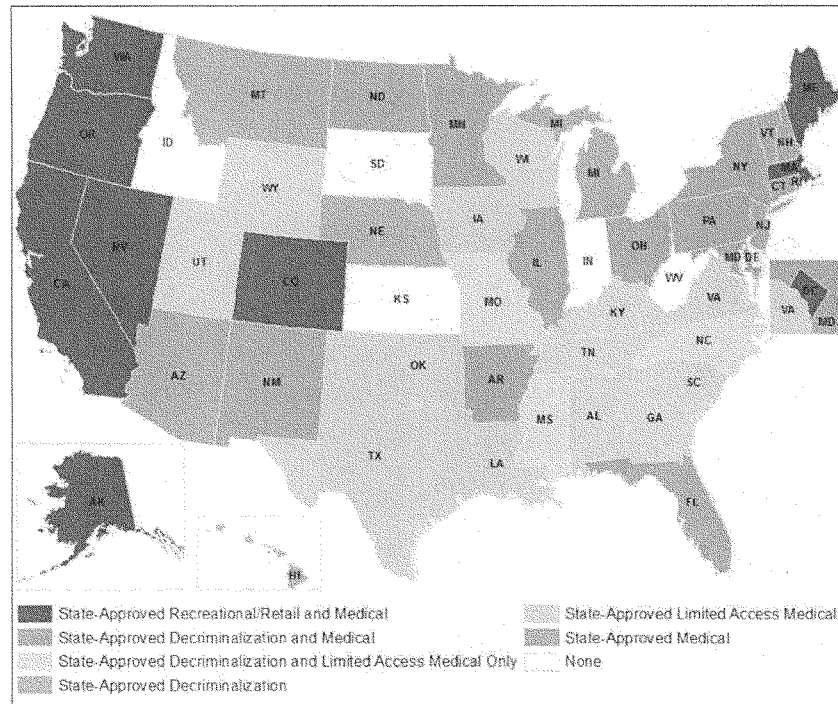 WA
ME
MT
ND
MN
MI
VT
NH
OR
ID
SD
WI
NY
MA
CT
RI
WY
MI
IA
PA
NJ
NE
NV
UT
IL
IN
OH
MD
DE
WV
CA
CO
KS
MO
VA
KY
VA
MD
NC
TN
OK
AZ
NM
AR
SC
MS
AL
GA
TX
LA
AK
FL
HI
State-Approved Recreational/Retail and Medical
State-Approved Decriminalization and Medical
State-Approved Decriminalization and Limited Access Medical Only
State-Approved Decriminalization
State-Approved Limited Access Medical
State-Approved Medical
None